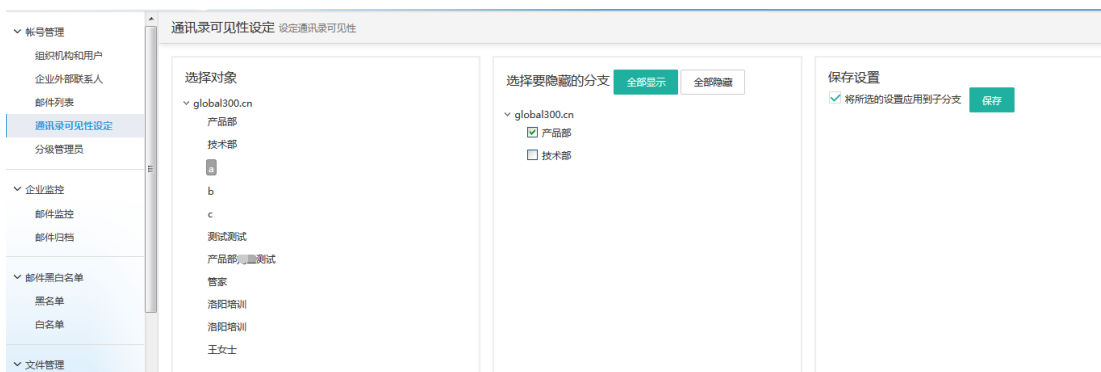 帐号管理
组织机构和用户
企业外部联系人
邮件列表
通讯录可见性设定
分级管理员
企业监控
邮件监控
邮件归档
邮件黑白名单
黑名单
白名单
文件管理
通讯录可见性设定 设定通讯录可见性
选择对象
global300.cn
产品部
技术部
a
b
c
测试测试
产品部 测试
管家
洛阳培训
洛阳培训
王女士
选择要隐藏的分支 全部显示 全部隐藏
global300.cn
产品部
技术部
保存设置
将所选的设置应用到子分支 保存